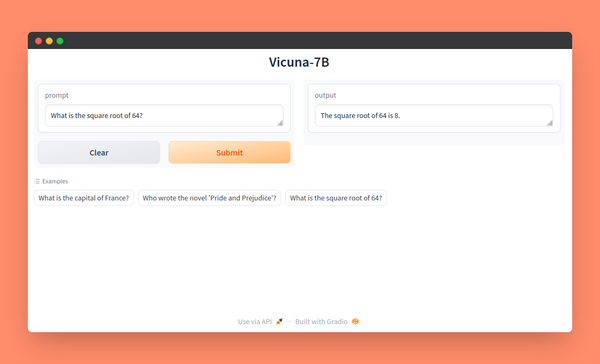 Vicuna-7B
prompt
What is the square root of 64?
output
The square root of 64 is 8.
Clear
Submit
Examples
What is the capital of France?
Who wrote the novel 'Pride and Prejudice'?
What is the square root of 64?
Use via API · Built with Gradio